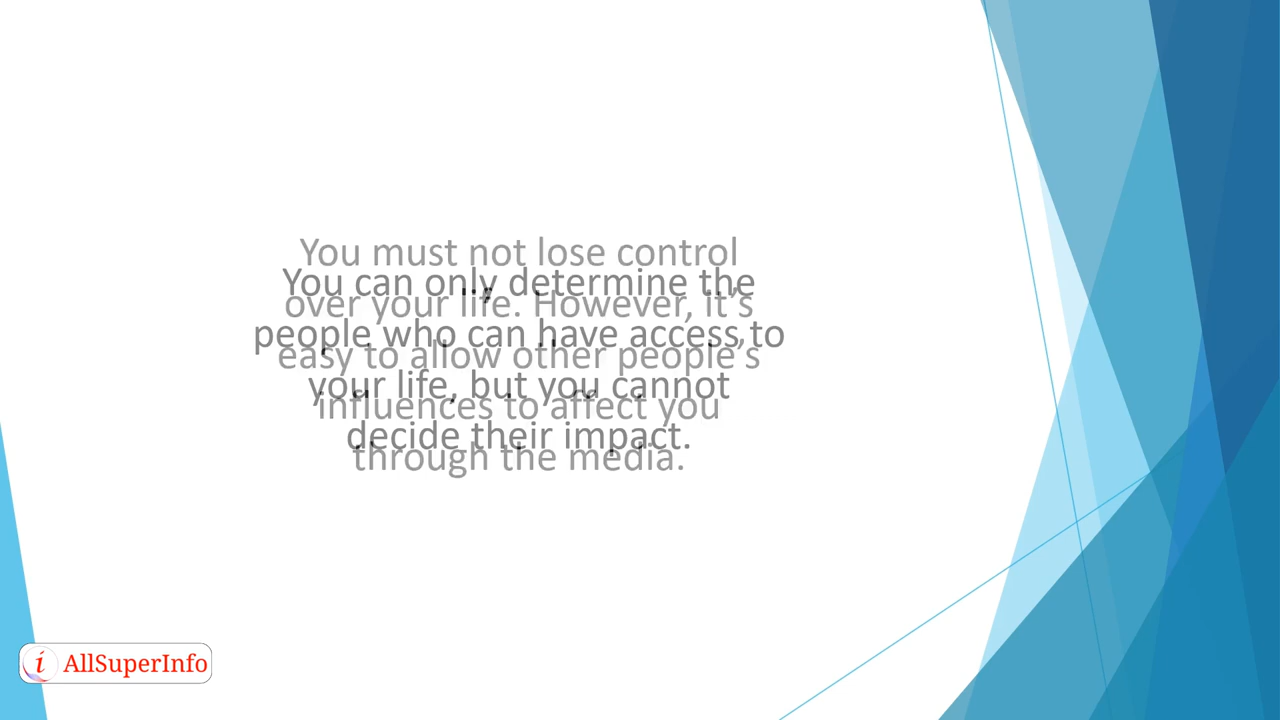 You must not lose control
over your life. However, it’s
easy to allow other people’s
influences to affect you
through the media.
You can only determine the
people who can have access to
your life, but you cannot
decide their impact.
i AllSuperInfo